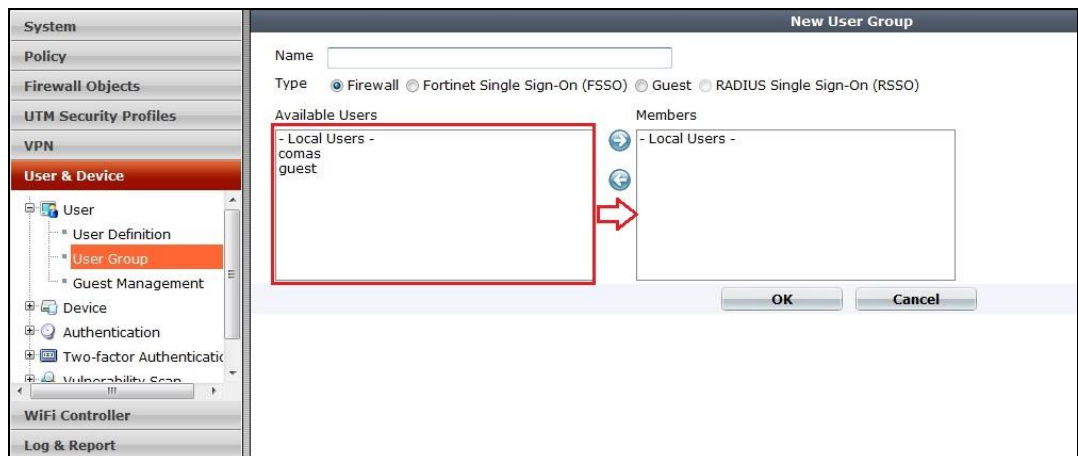 System
Policy
Firewall Objects
UTM Security Profiles
VPN
User & Device
User
User Definition
User Group
Guest Management
Device
Authentication
Two-factor Authenticatic
Vulnerability Scan
WiFi Controller
Log & Report
New User Group
Name
Type Firewall Fortinet Single Sign-On (FSSO) Guest RADIUS Single Sign-On (RSSO)
Available Users Members
- Local Users - - Local Users -
comas
guest
OK Cancel